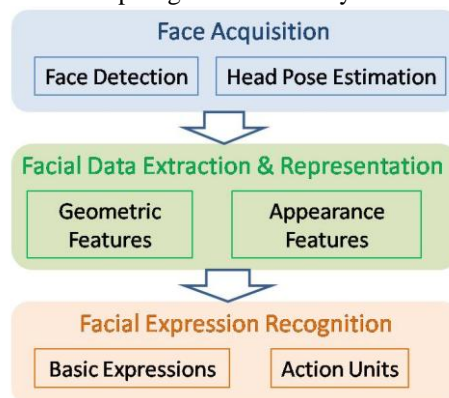 Face Acquisition
Face Detection
Head Pose Estimation
Facial Data Extraction & Representation
Geometric
Features
Appearance
Features
Facial Expression Recognition
Basic Expressions
Action Units